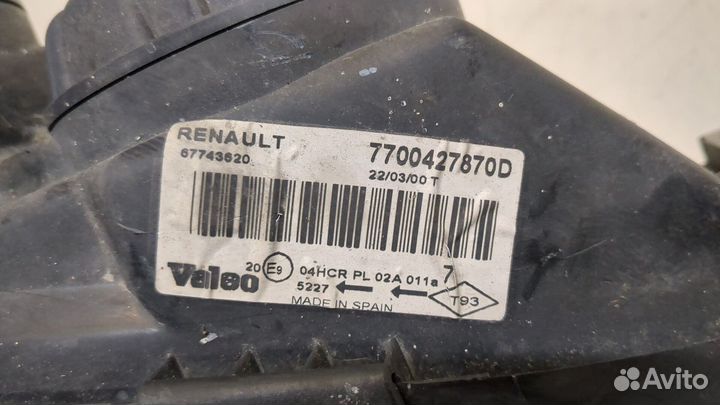 RENAULT 7700427870D
67743620 22/03/00 T
20 E9 04HCR PL 02A 011a 7
Valeo 5227 T93
MADE IN SPAIN
Avito